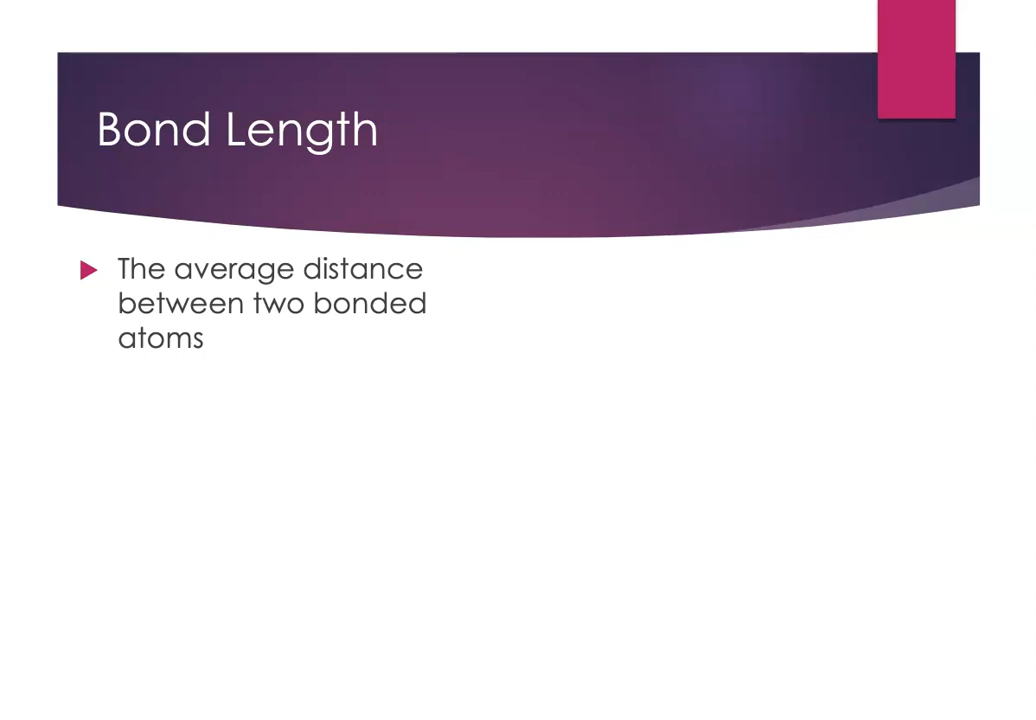 Bond Length
The average distance
between two bonded
atoms